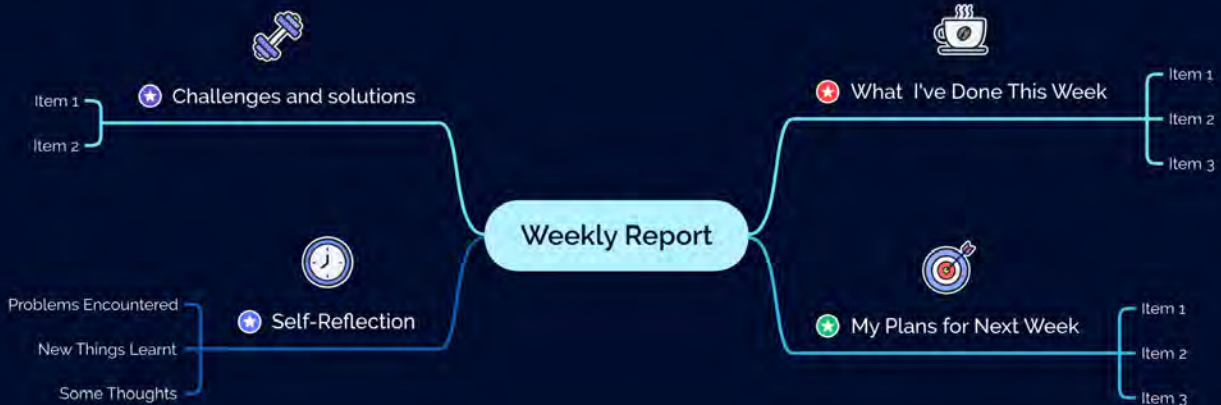 Challenges and solutions
Item 1
Item 2
What I've Done This Week
Item 1
Item 2
Item 3
Weekly Report
Self-Reflection
Problems Encountered
New Things Learnt
Some Thoughts
My Plans for Next Week
Item 1
Item 2
Item 3